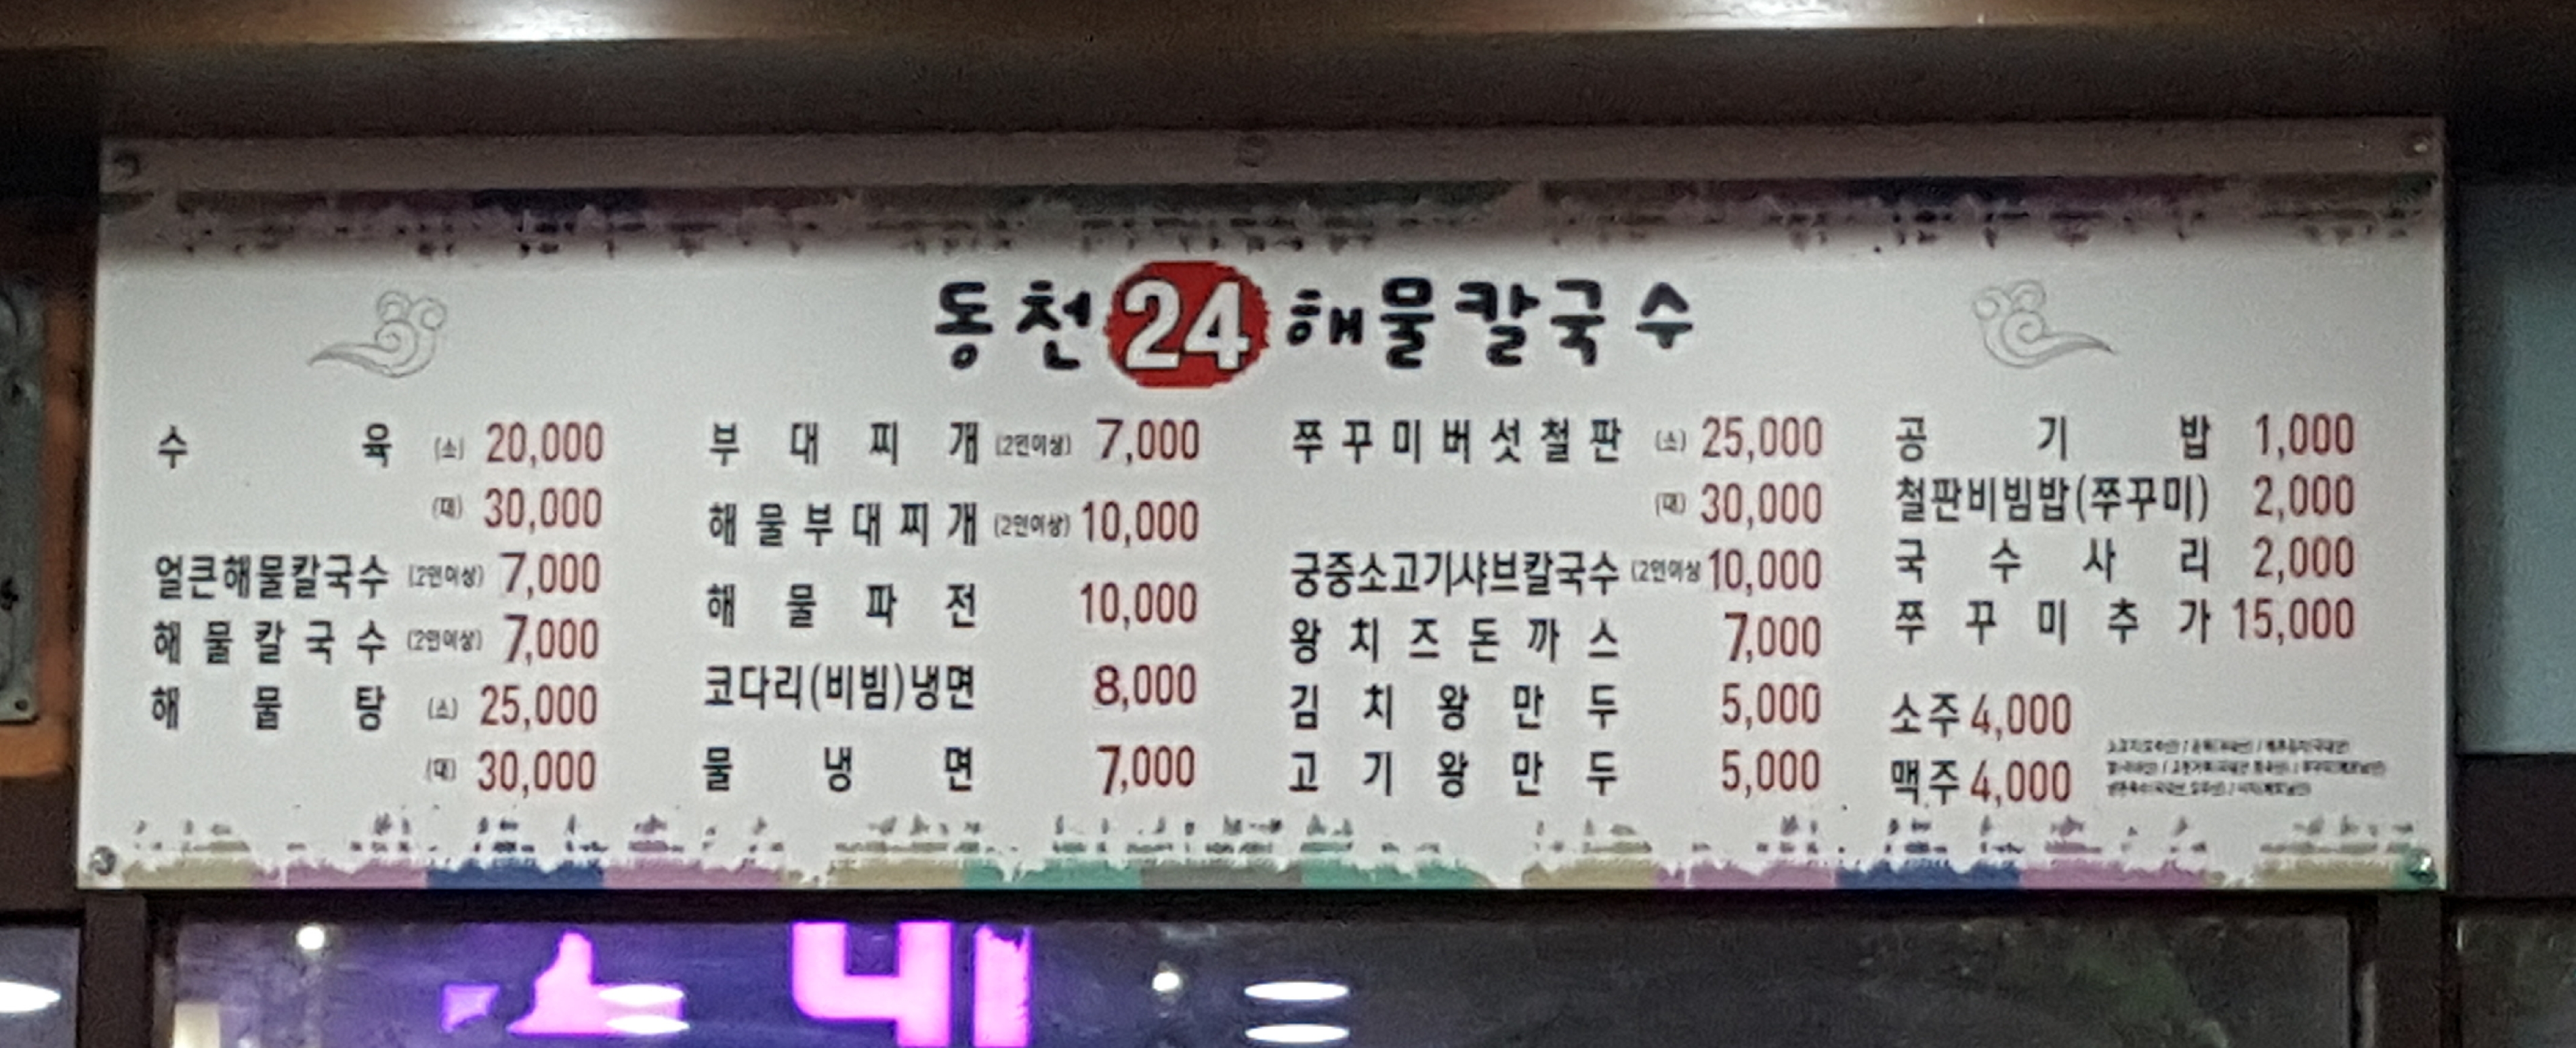 동천 24 해물칼국수
수육 (소) 20,000
(대) 30,000
얼큰해물칼국수 (2인이상) 7,000
해물칼국수 (2인이상) 7,000
해물탕 (소) 25,000
(대) 30,000
부대찌개 (2인이상) 7,000
해물부대찌개 (2인이상) 10,000
해물파전 10,000
코다리(비빔)냉면 8,000
물냉면 7,000
쭈꾸미버섯철판 (소) 25,000
(대) 30,000
궁중소고기샤브칼국수 (2인이상 10,000
왕치즈돈까스 7,000
김치왕만두 5,000
고기왕만두 5,000
공기밥 1,000
철판비빔밥(쭈꾸미) 2,000
국수사리 2,000
쭈꾸미추가 15,000
소주 4,000
맥주 4,000